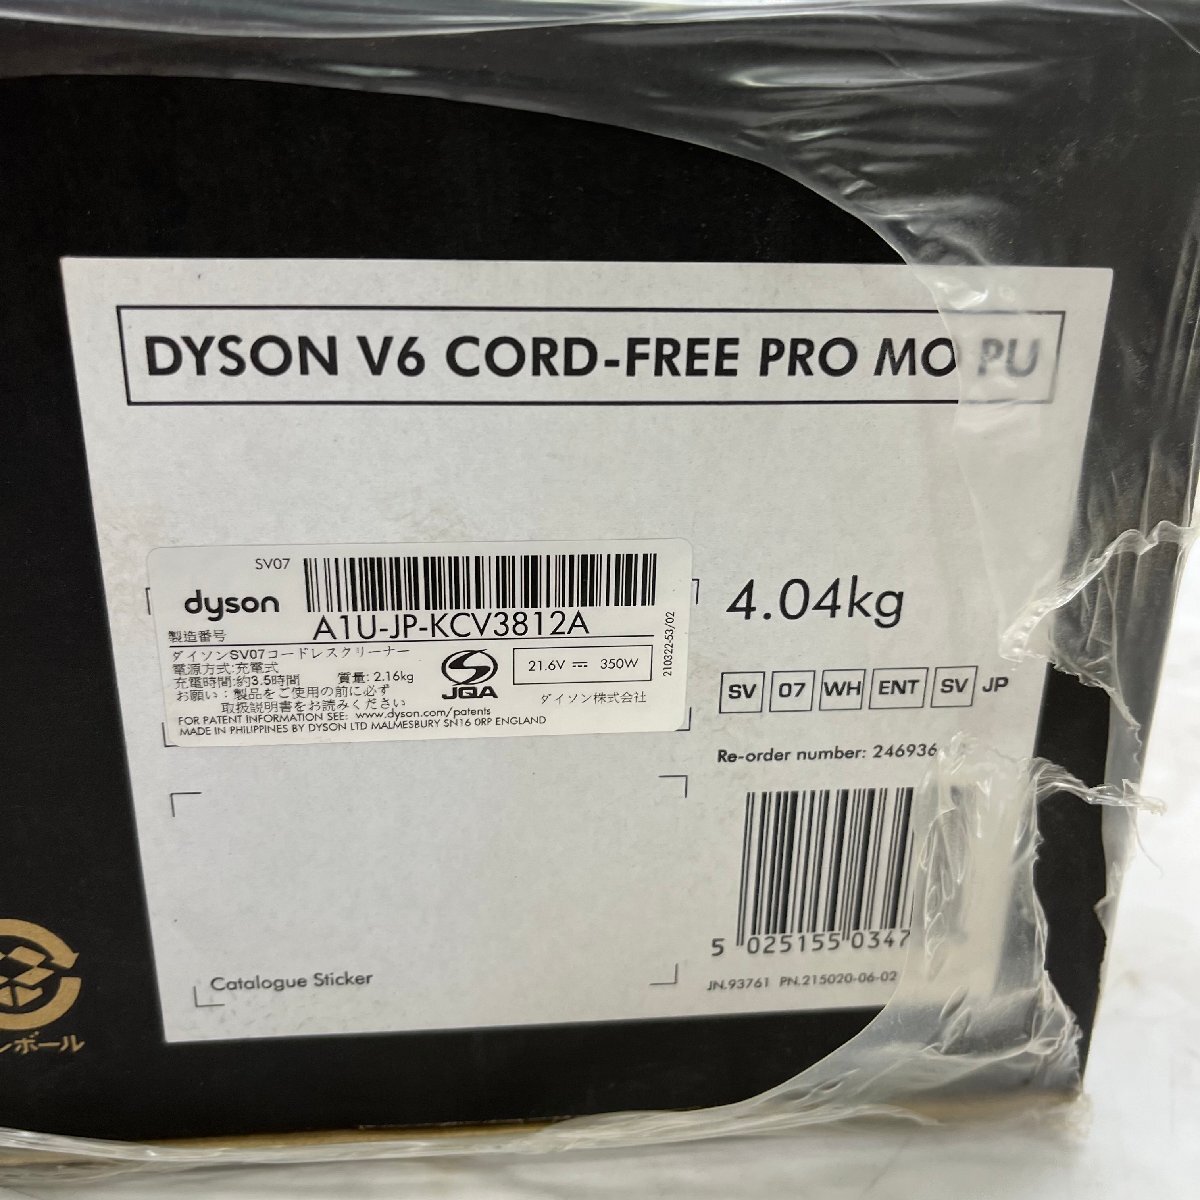 DYSON V6 CORD-FREE PRO MO PU
SV07
dyson
A1U-JP-KCV3812A
製造番号
ダイソンSV07コードレスクリーナー
電源方式:充電式
充電時間:約3.5時間 質量: 2.16kg
お願い:製品をご使用の前に必ず
取扱説明書をお読みください
JQA
21.6V ⎓ 350W
ダイソン株式会社
210322-53/02
FOR PATENT INFORMATION SEE: www.dyson.com/patents
MADE IN PHILIPPINES BY DYSON LTD MALMESBURY SN16 0RP ENGLAND
4.04kg
SV 07 WH ENT SV JP
Re-order number: 246936
5 025155 0347
JN.93761 PN.215020-06-02
Catalogue Sticker
ボール